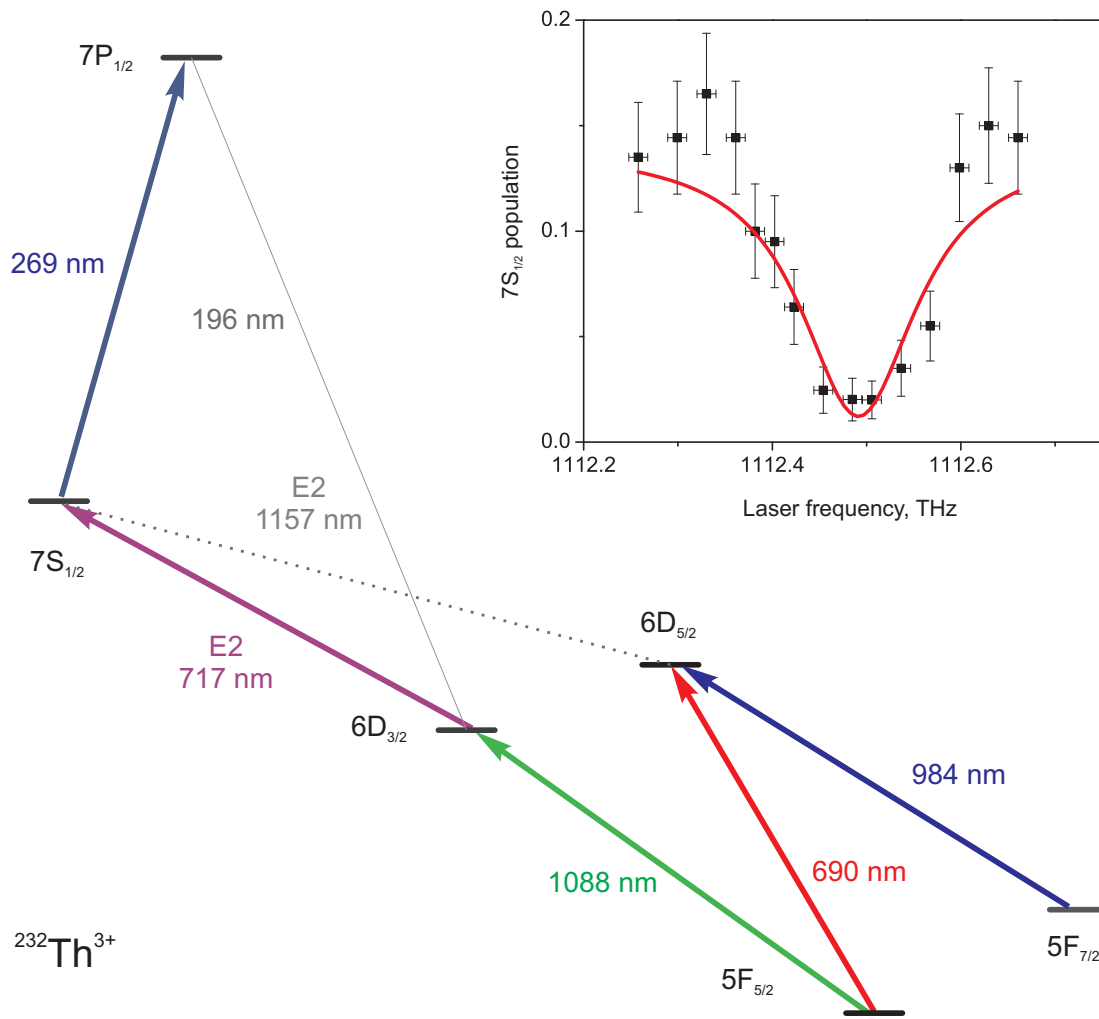 7P1/2
269 nm
196 nm
E2
1157 nm
7S1/2
E2
717 nm
6D3/2
6D5/2
984 nm
1088 nm
690 nm
232Th3+
5F5/2
5F7/2
0.2
0.1
0.0
7S1/2 population
1112.2
1112.4
1112.6
Laser frequency, THz